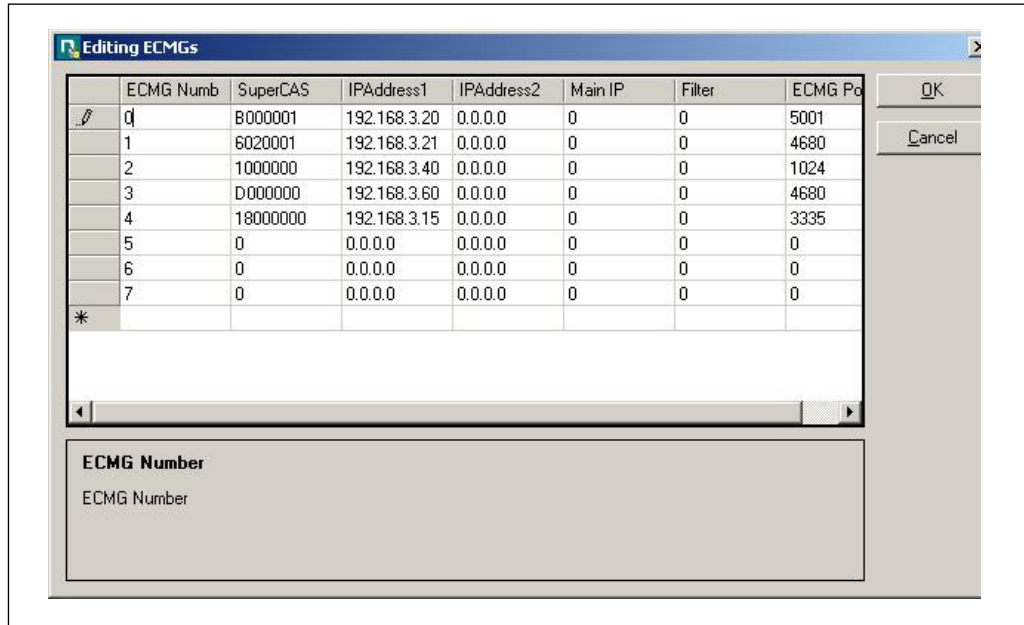 Editing ECMGs
ECMG Numb SuperCAS IPAddress1 IPAddress2 Main IP Filter ECMG Po
0 B000001 192.168.3.20 0.0.0.0 0 0 5001
1 6020001 192.168.3.21 0.0.0.0 0 0 4680
2 1000000 192.168.3.40 0.0.0.0 0 0 1024
3 D000000 192.168.3.60 0.0.0.0 0 0 4680
4 18000000 192.168.3.15 0.0.0.0 0 0 3335
5 0 0.0.0.0 0.0.0.0 0 0 0
6 0 0.0.0.0 0.0.0.0 0 0 0
7 0 0.0.0.0 0.0.0.0 0 0 0
OK
Cancel
ECMG Number
ECMG Number